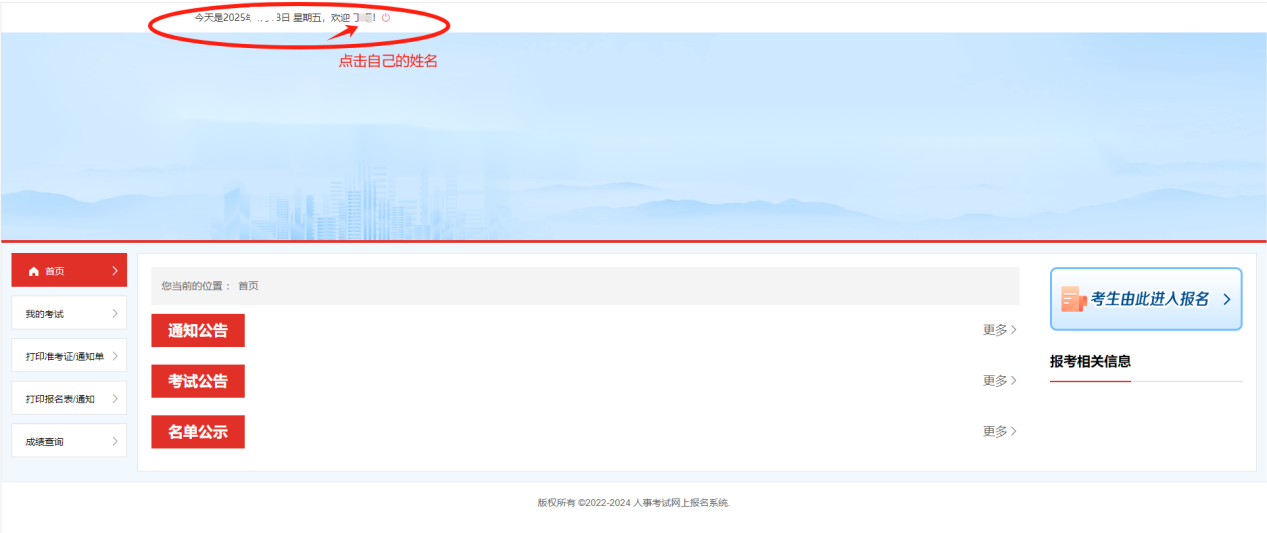 今天是2025年 日 星期五，欢迎 ！
点击自己的姓名
首页
我的考试
打印准考证/通知单
打印报名表/通知
成绩查询
您当前的位置： 首页
通知公告
更多
考试公告
更多
名单公示
更多
考生由此进入报名
报考相关信息
版权所有 ©2022-2024 人事考试网上报名系统.